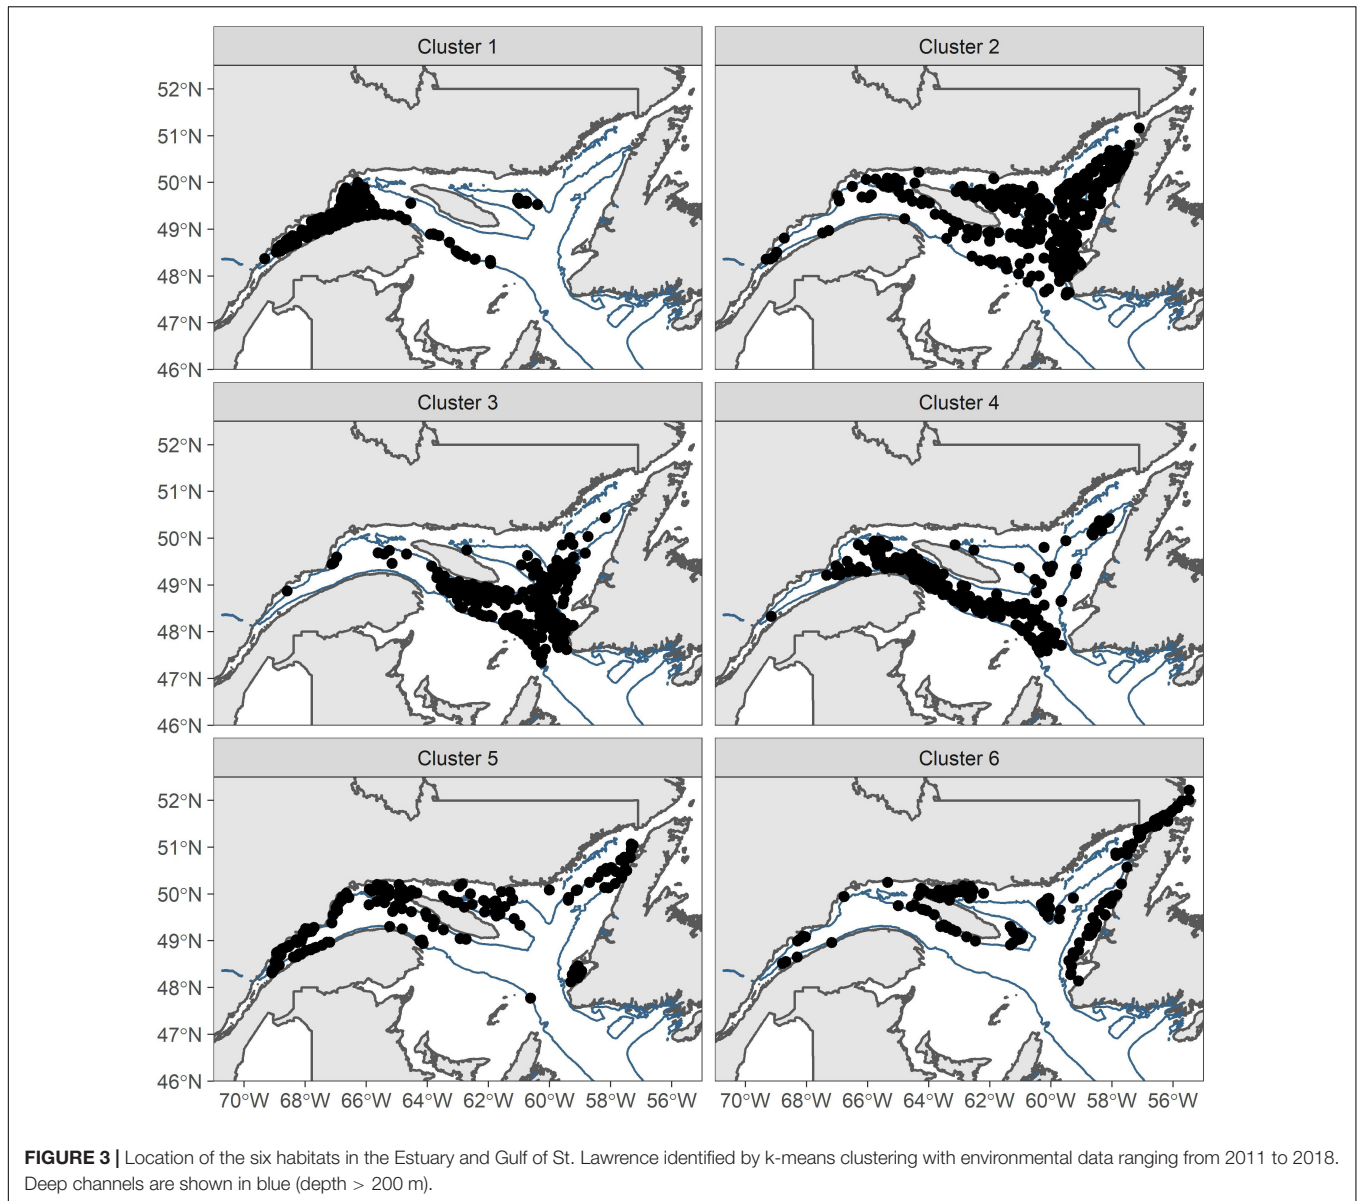 Cluster 1
Cluster 2
52°N
51°N
50°N
49°N
48°N
47°N
46°N
Cluster 3
Cluster 4
52°N
51°N
50°N
49°N
48°N
47°N
46°N
Cluster 5
Cluster 6
52°N
51°N
50°N
49°N
48°N
47°N
46°N
70°W 68°W 66°W 64°W 62°W 60°W 58°W 56°W
70°W 68°W 66°W 64°W 62°W 60°W 58°W 56°W
FIGURE 3 | Location of the six habitats in the Estuary and Gulf of St. Lawrence identified by k-means clustering with environmental data ranging from 2011 to 2018.
Deep channels are shown in blue (depth > 200 m).